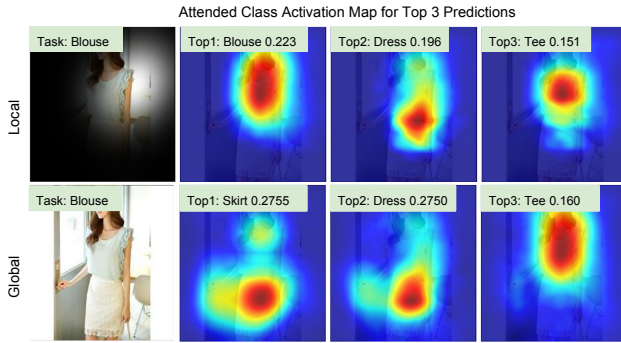 Attended Class Activation Map for Top 3 Predictions
Local
Task: Blouse
Top1: Blouse 0.223
Top2: Dress 0.196
Top3: Tee 0.151
Global
Task: Blouse
Top1: Skirt 0.2755
Top2: Dress 0.2750
Top3: Tee 0.160